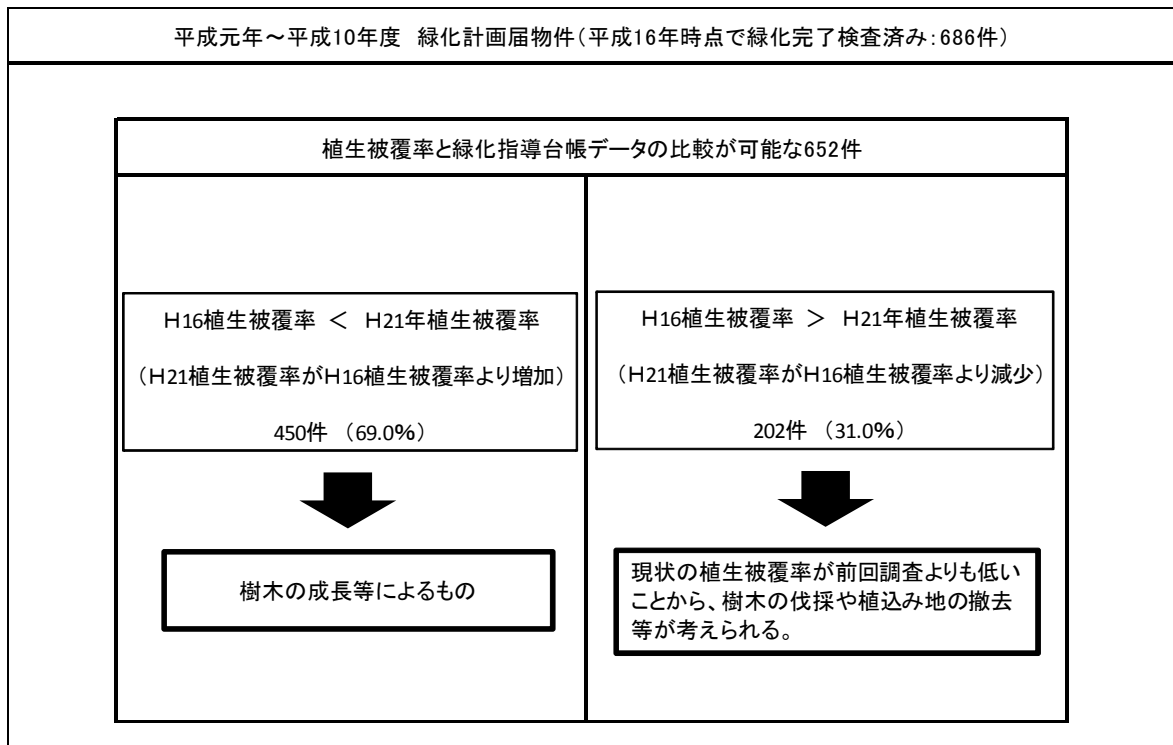 平成元年～平成10年度　緑化計画届物件（平成16年時点で緑化完了検査済み：686件）
植生被覆率と緑化指導台帳データの比較が可能な652件
H16植生被覆率　＜　H21年植生被覆率
（H21植生被覆率がH16植生被覆率より増加）
450件　（69.0％）
樹木の成長等によるもの
H16植生被覆率　＞　H21年植生被覆率
（H21植生被覆率がH16植生被覆率より減少）
202件　（31.0％）
現状の植生被覆率が前回調査よりも低い
ことから、樹木の伐採や植込み地の撤去
等が考えられる。